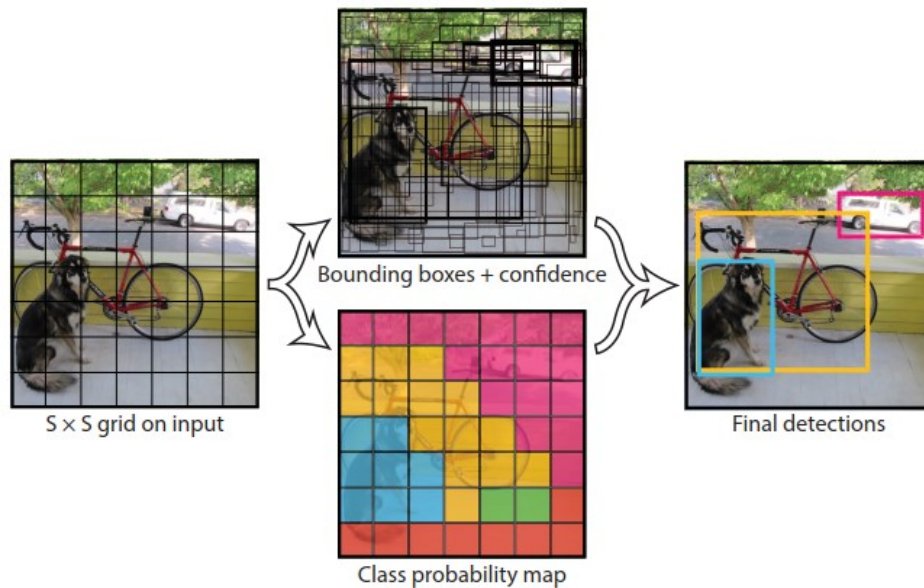 Bounding boxes + confidence
S × S grid on input
Final detections
Class probability map